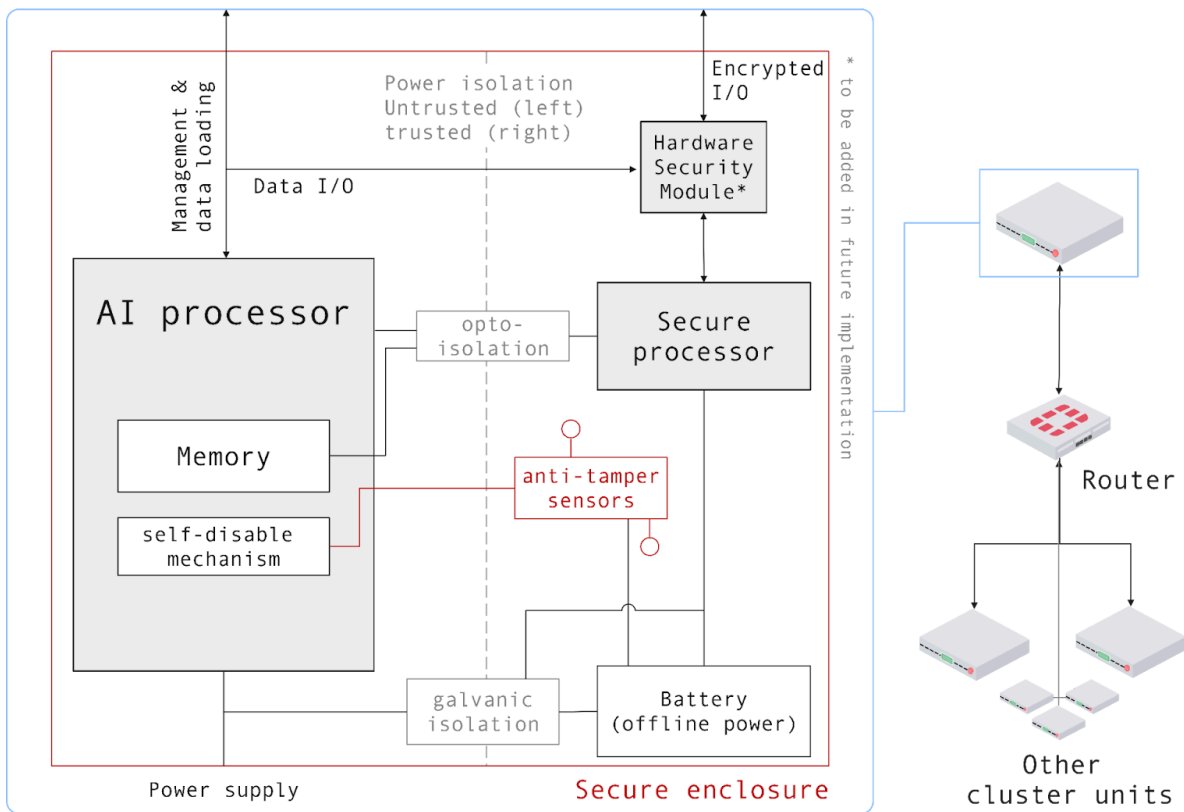 Management &
data loading
Power isolation
Untrusted (left)
trusted (right)
Encrypted
I/O
* to be added in future implementation
Data I/O
Hardware
Security
Module*
AI processor
opto-
isolation
Secure
processor
Memory
anti-tamper
sensors
self-disable
mechanism
Router
galvanic
isolation
Battery
(offline power)
Power supply
Secure enclosure
Other
cluster units